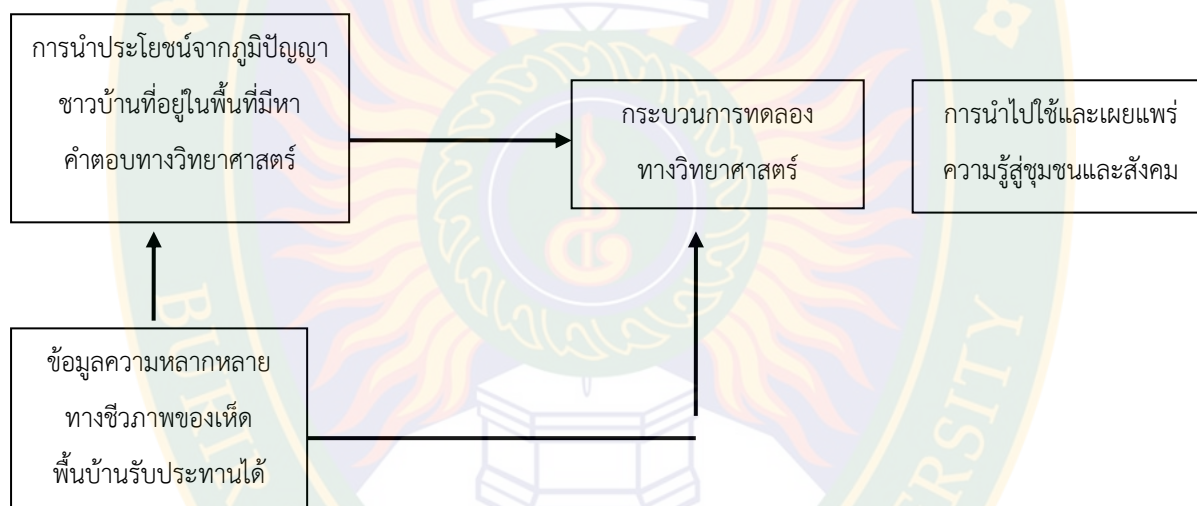 การนำประโยชน์จากภูมิปัญญา
ชาวบ้านที่อยู่ในพื้นที่มีหา
คำตอบทางวิทยาศาสตร์
กระบวนการทดลอง
ทางวิทยาศาสตร์
การนำไปใช้และเผยแพร่
ความรู้สู่ชุมชนและสังคม
ข้อมูลความหลากหลาย
ทางชีวภาพของเห็ด
พื้นบ้านรับประทานได้